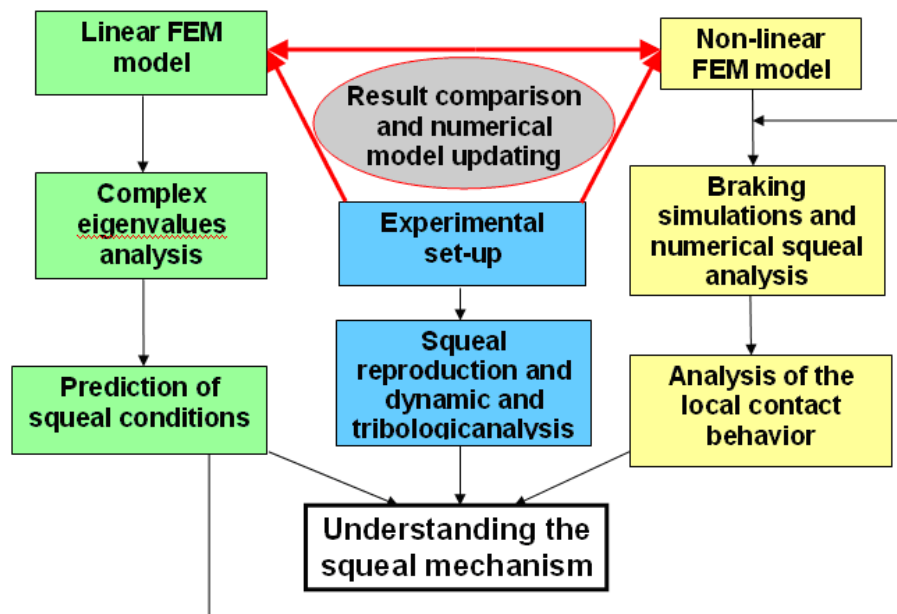 Linear FEM
model
Non-linear
FEM model
Result comparison
and numerical
model updating
Complex
eigenvalues
analysis
Experimental
set-up
Braking
simulations and
numerical squeal
analysis
Prediction of
squeal conditions
Squeal
reproduction and
dynamic and
tribologicanalysis
Analysis of the
local contact
behavior
Understanding the
squeal mechanism